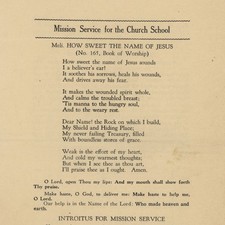 Mission Service for the Church School
Mel: HOW SWEET THE NAME OF JESUS
(No. 167, Book of Worship)
How sweet the name of Jesus sounds
I a believer's ear!
It soothes his sorrows, heals his wounds,
And drives away his fear.
It makes the wounded spirit whole,
And calms the troubled breast;
'Tis manna to the hungry soul,
And to the weary rest.
Dear Name! the Rock on which I build,
My Shield and Hiding Place;
My never failing Treasury, filled
With boundless stores of grace.
Weak is the effort of my heart,
And cold my warmest thoughts;
But when I see thee as thou art,
I'll praise thee as I ought. Amen.
O Lord, open Thou my lips: And my mouth shall shew forth
Thy praise.
Make haste, O God, to deliver me: Make haste to help me,
O Lord.
Our help is in the Name of the Lord: Who made heaven and
earth.
INTROITUS FOR MISSION SERVICE